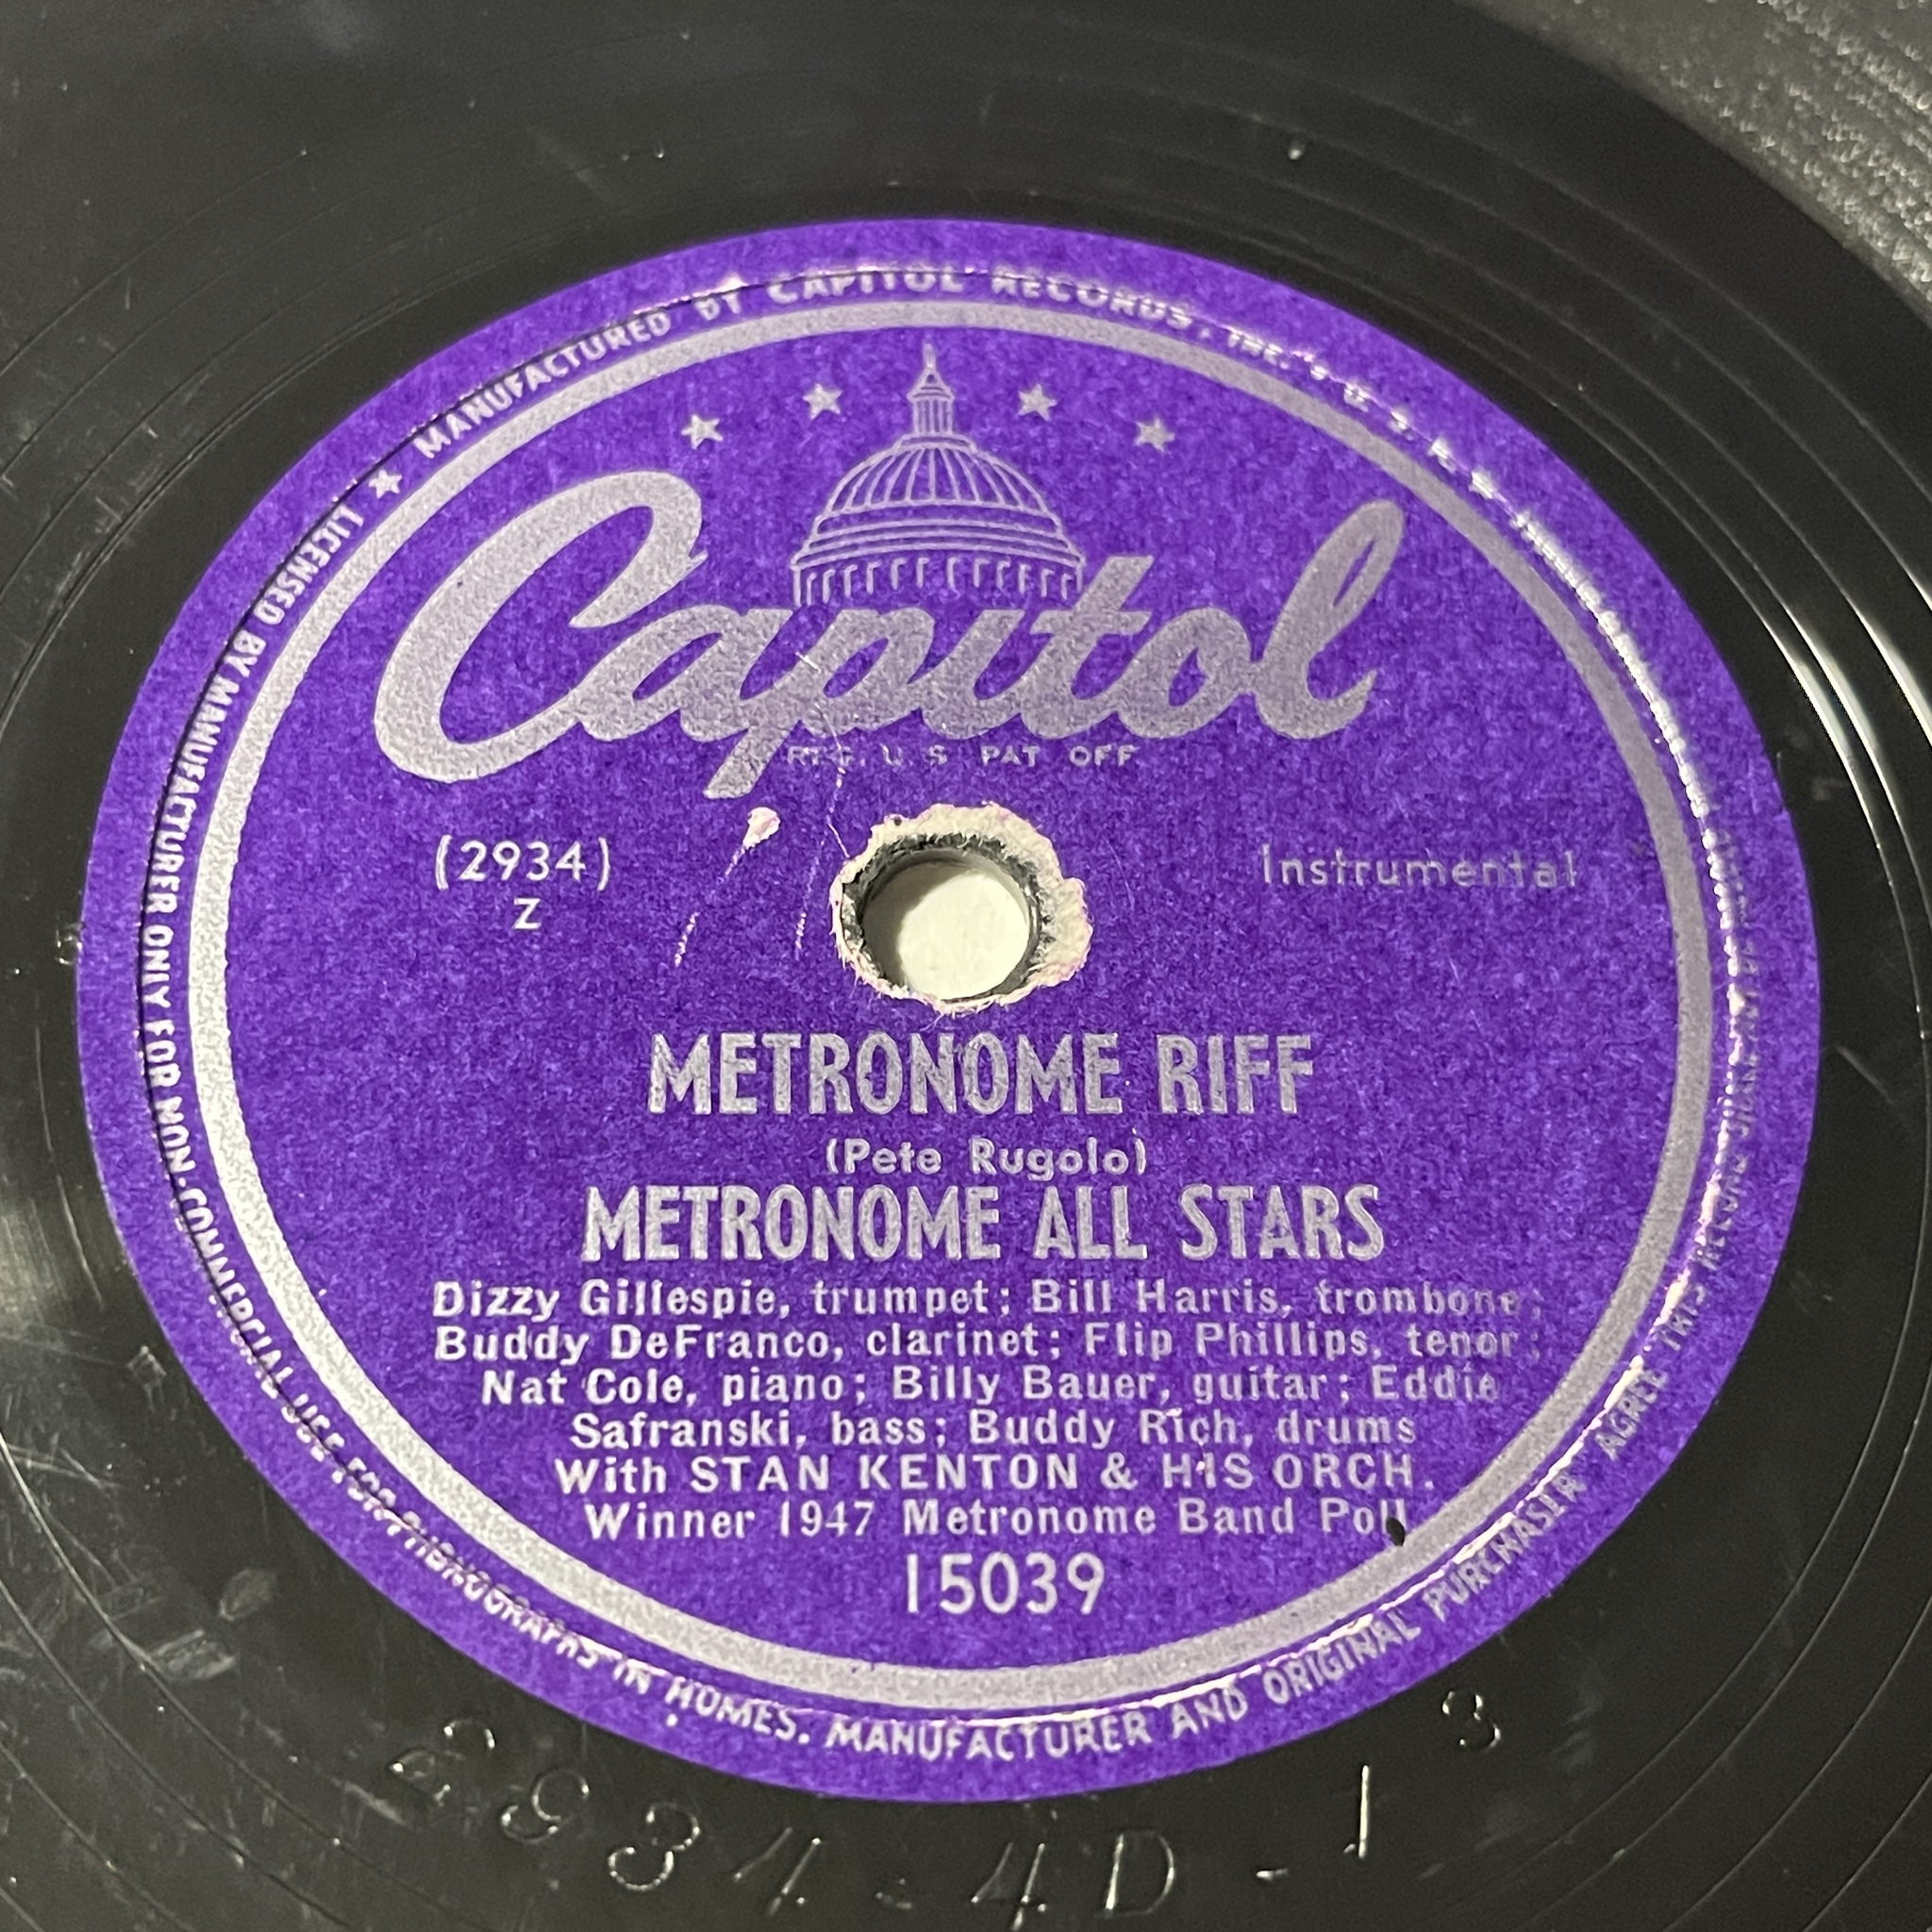 ★ MANUFACTURED BY CAPITOL RECORDS, INC. U. S. A. ★
Capitol
REG. U. S. PAT. OFF.
(2934)
Z
Instrumental
METRONOME RIFF
(Pete Rugolo)
METRONOME ALL STARS
Dizzy Gillespie, trumpet; Bill Harris, trombone;
Buddy DeFranco, clarinet; Flip Phillips, tenor;
Nat Cole, piano; Billy Bauer, guitar; Eddie
Safranski, bass; Buddy Rich, drums
With STAN KENTON & HIS ORCH.
Winner 1947 Metronome Band Poll
15039
LICENSED BY MANUFACTURER ONLY FOR NON-COMMERCIAL USE FOR PHONOGRAPHS IN HOMES. MANUFACTURER AND ORIGINAL PURCHASER AGREE THIS RECORD
2934-4D-1
3